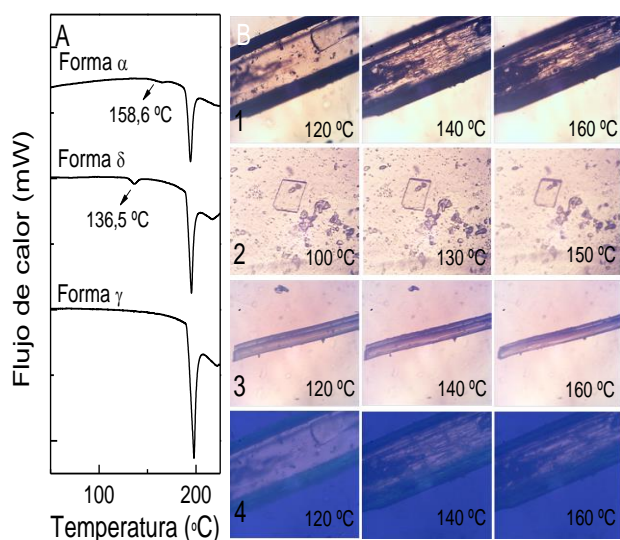 A
Forma α
158,6 ºC
Forma δ
136,5 ºC
Forma γ
Flujo de calor (mW)
100
200
Temperatura (ºC)
B
1
120 ºC
140 ºC
160 ºC
2
100 ºC
130 ºC
150 ºC
3
120 ºC
140 ºC
160 ºC
4
120 ºC
140 ºC
160 ºC